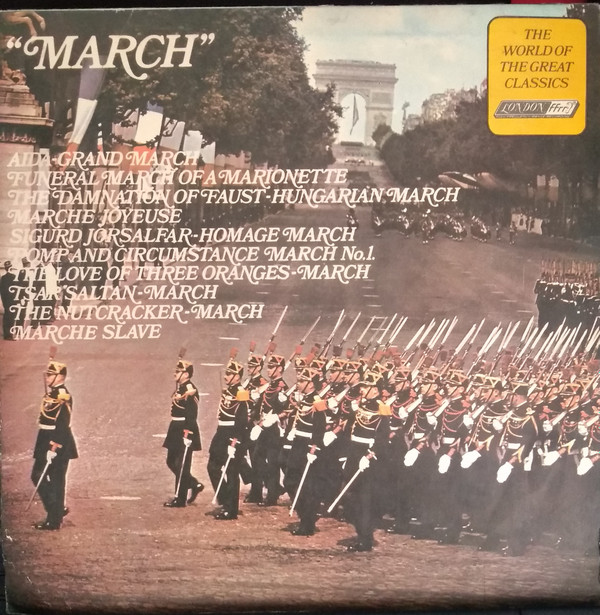 “MARCH”
THE
WORLD OF
THE GREAT
CLASSICS
LONDON ffrr
AIDA-GRAND MARCH
FUNERAL MARCH OF A MARIONETTE
THE DAMNATION OF FAUST-HUNGARIAN MARCH
MARCHE JOYEUSE
SIGURD JORSALFAR-HOMAGE MARCH
POMP AND CIRCUMSTANCE MARCH No.1.
THE LOVE OF THREE ORANGES-MARCH
TSAR SALTAN-MARCH
THE NUTCRACKER-MARCH
MARCHE SLAVE